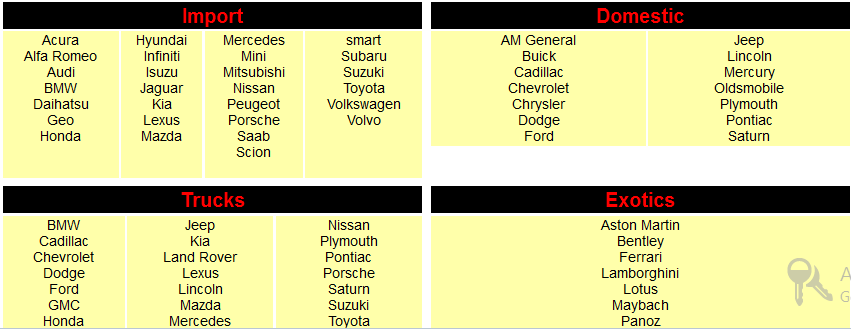 Import
Acura
Alfa Romeo
Audi
BMW
Daihatsu
Geo
Honda
Hyundai
Infiniti
Isuzu
Jaguar
Kia
Lexus
Mazda
Mercedes
Mini
Mitsubishi
Nissan
Peugeot
Porsche
Saab
Scion
smart
Subaru
Suzuki
Toyota
Volkswagen
Volvo
Domestic
AM General
Buick
Cadillac
Chevrolet
Chrysler
Dodge
Ford
Jeep
Lincoln
Mercury
Oldsmobile
Plymouth
Pontiac
Saturn
Trucks
BMW
Cadillac
Chevrolet
Dodge
Ford
GMC
Honda
Jeep
Kia
Land Rover
Lexus
Lincoln
Mazda
Mercedes
Nissan
Plymouth
Pontiac
Porsche
Saturn
Suzuki
Toyota
Exotics
Aston Martin
Bentley
Ferrari
Lamborghini
Lotus
Maybach
Panoz